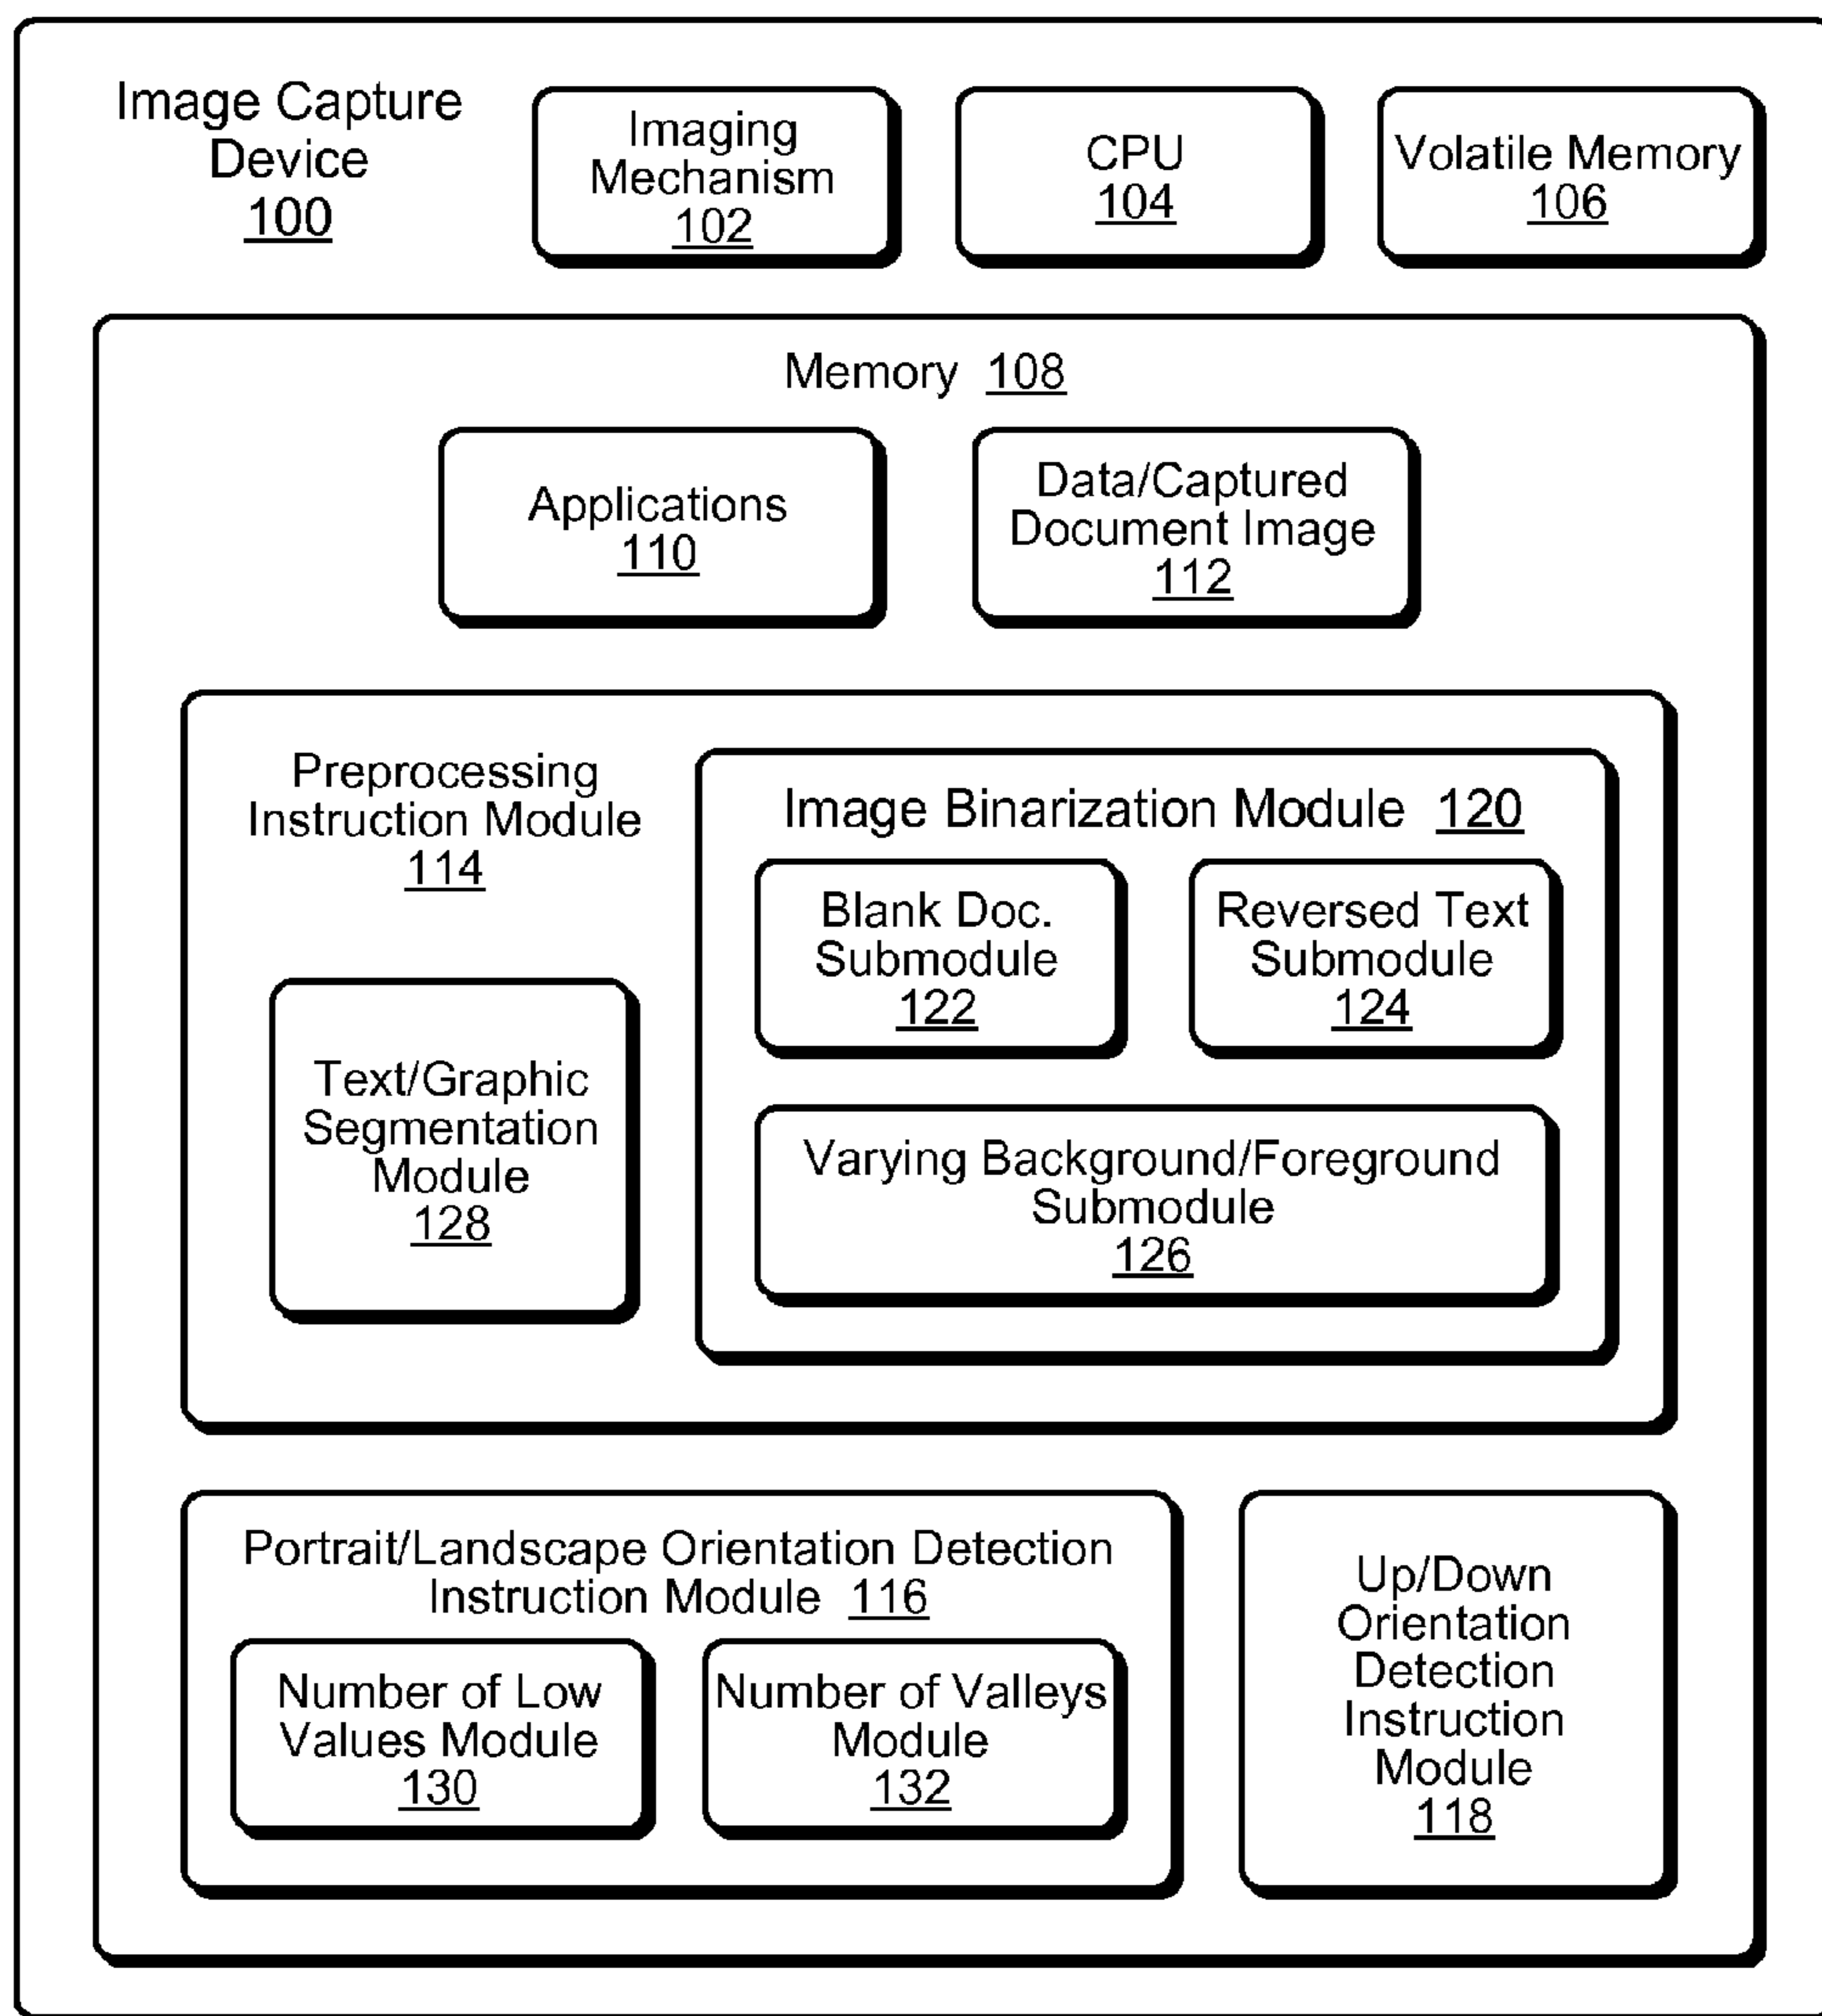 Image Capture
Device
100
Imaging
Mechanism
102
CPU
104
Volatile Memory
106
Memory 108
Applications
110
Data/Captured
Document Image
112
Preprocessing
Instruction Module
114
Image Binarization Module 120
Blank Doc.
Submodule
122
Reversed Text
Submodule
124
Text/Graphic
Segmentation
Module
128
Varying Background/Foreground
Submodule
126
Portrait/Landscape Orientation Detection
Instruction Module 116
Number of Low
Values Module
130
Number of Valleys
Module
132
Up/Down
Orientation
Detection
Instruction
Module
118